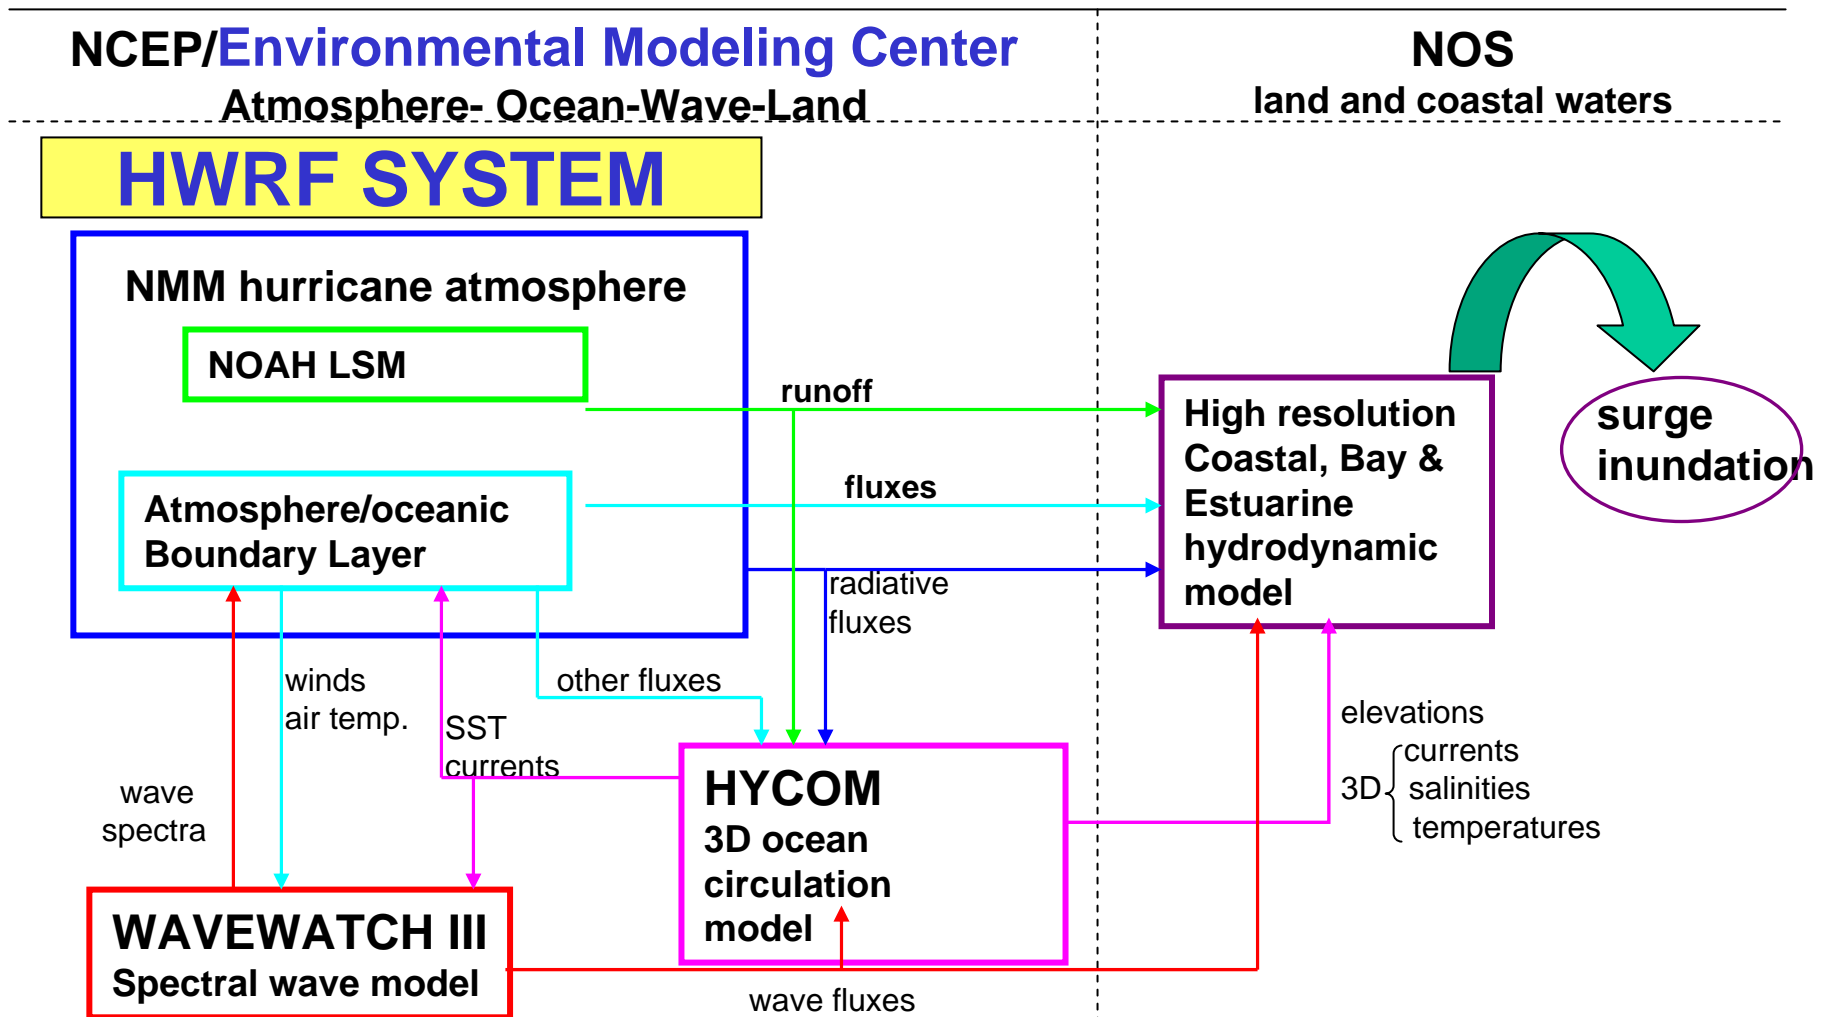 NCEP/Environmental Modeling Center
Atmosphere- Ocean-Wave-Land
NOS
land and coastal waters
HWRF SYSTEM
NMM hurricane atmosphere
NOAH LSM
Atmosphere/oceanic
Boundary Layer
runoff
fluxes
radiative
fluxes
High resolution
Coastal, Bay &
Estuarine
hydrodynamic
model
surge
inundation
winds
air temp.
other fluxes
SST
currents
wave
spectra
elevations
currents
3D salinities
temperatures
HYCOM
3D ocean
circulation
model
WAVEWATCH III
Spectral wave model
wave fluxes